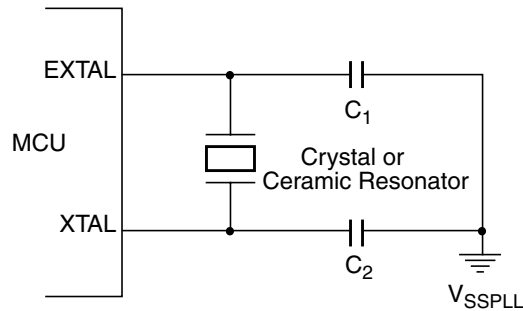 EXTAL
C1
MCU
Crystal or
Ceramic Resonator
XTAL
C2
VSSPLL